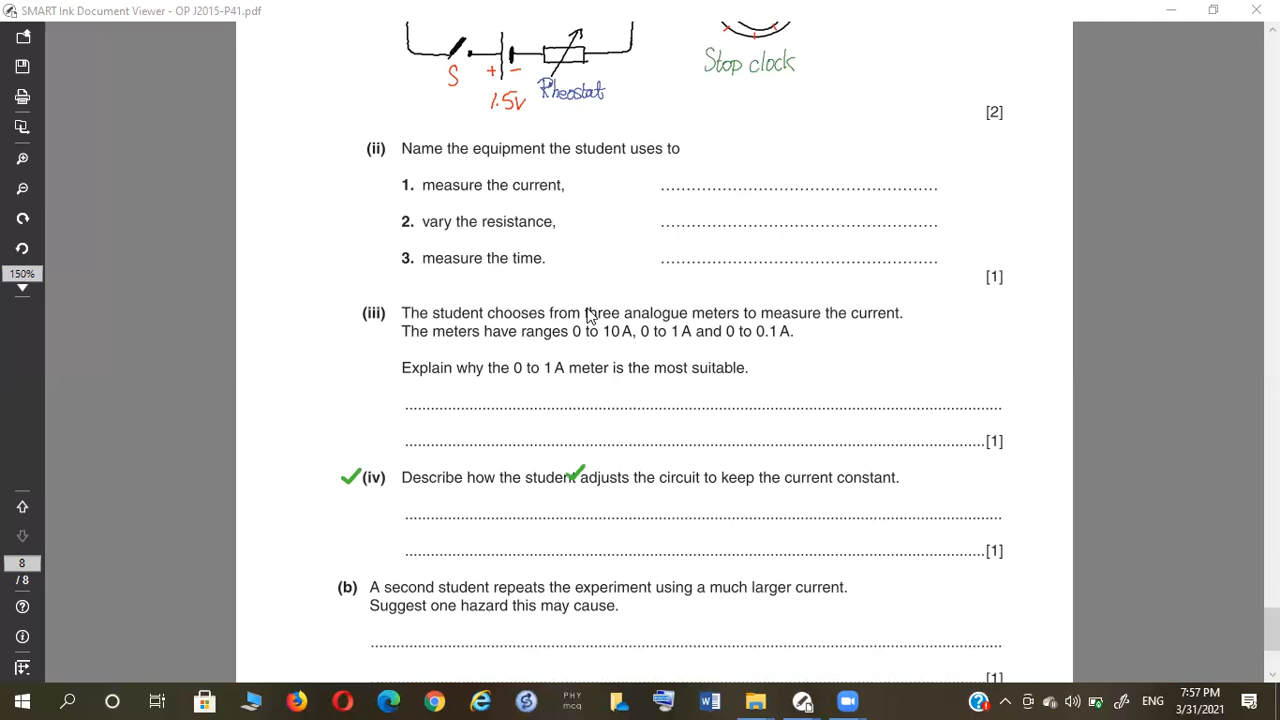 SMART Ink Document Viewer - OP J2015-P41.pdf
S + - Rheostat
1.5V
Stop clock
[2]
(ii) Name the equipment the student uses to
1. measure the current, ......................................................
2. vary the resistance, ......................................................
3. measure the time. ......................................................
[1]
(iii) The student chooses from three analogue meters to measure the current.
The meters have ranges 0 to 10 A, 0 to 1 A and 0 to 0.1 A.
Explain why the 0 to 1 A meter is the most suitable.
..........................................................................................
..........................................................................................[1]
(iv) Describe how the student adjusts the circuit to keep the current constant.
..........................................................................................
..........................................................................................[1]
(b) A second student repeats the experiment using a much larger current.
Suggest one hazard this may cause.
..........................................................................................
..........................................................................................[1]
150%
8
/ 8
PHY
mcq
ENG
7:57 PM
3/31/2021